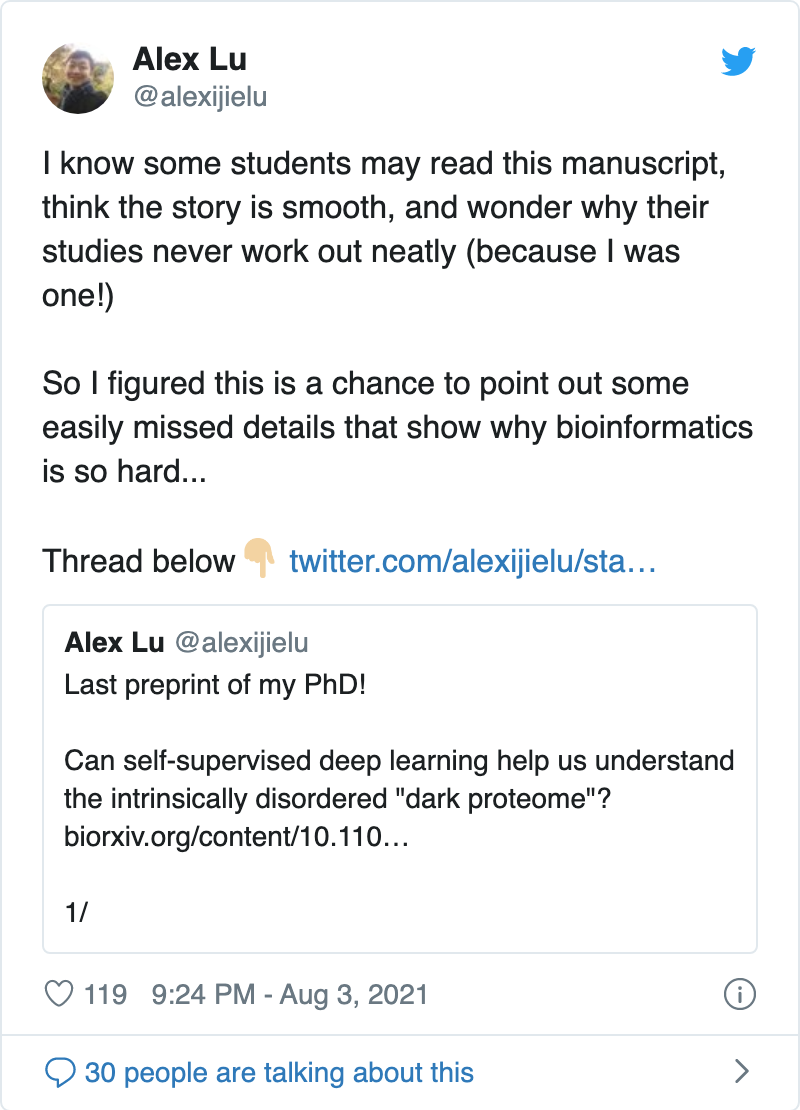 Alex Lu
@alexijielu
I know some students may read this manuscript,
think the story is smooth, and wonder why their
studies never work out neatly (because I was
one!)
So I figured this is a chance to point out some
easily missed details that show why bioinformatics
is so hard...
Thread below👇🏼 twitter.com/alexijielu/sta…
Alex Lu @alexijielu
Last preprint of my PhD!
Can self-supervised deep learning help us understand
the intrinsically disordered "dark proteome"?
biorxiv.org/content/10.110…
1/
119 9:24 PM - Aug 3, 2021
30 people are talking about this